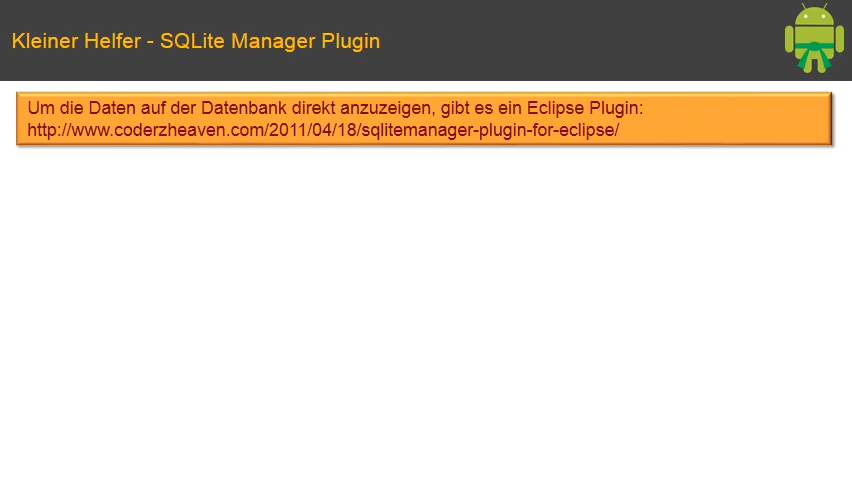 Kleiner Helfer - SQLite Manager Plugin
Um die Daten auf der Datenbank direkt anzuzeigen, gibt es ein Eclipse Plugin:
http://www.coderzheaven.com/2011/04/18/sqlitemanager-plugin-for-eclipse/